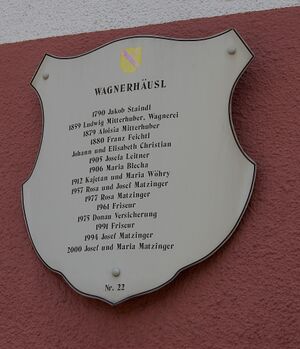 WAGNERHÄUSL
1790 Jakob Staindl
1859 Ludwig Mitterhuber, Wagnerei
1879 Aloisia Mitterhuber
1880 Franz Feichtl
Johann und Elisabeth Christian
1905 Josefa Leitner
1906 Maria Blecha
1912 Kajetan und Maria Wöhry
1957 Rosa und Josef Matzinger
1977 Rosa Matzinger
1961 Friseur
1975 Donau Versicherung
1991 Friseur
1994 Josef Matzinger
2000 Josef und Maria Matzinger
Nr. 22